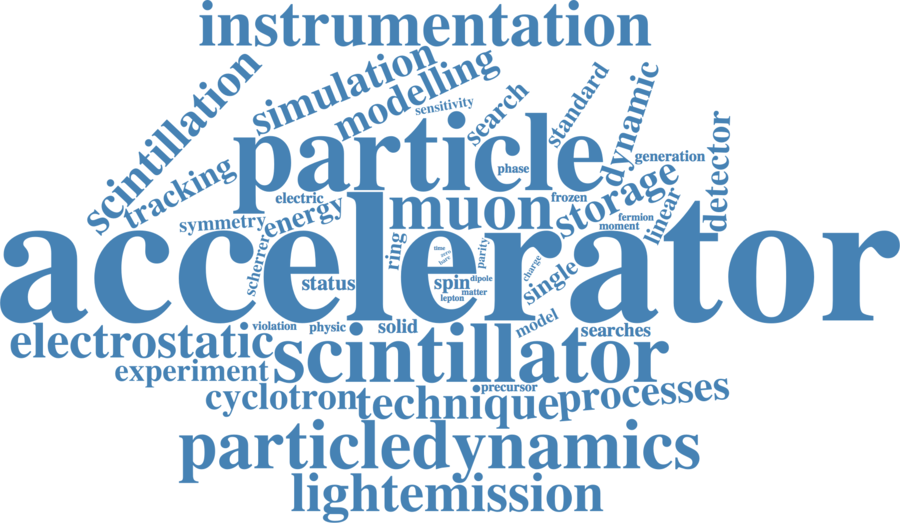 instrumentation
scintillation
simulation
modelling
sensitivity
search
standard
dynamic
detector
particle
phase
generation
tracking
electric
frozen
storage
symmetry
energy
muon
fermion
moment
linear
accelerator
scherrer
ring
time
zero
parity
charge
status
spin
dipole
matter
lepton
single
electrostatic
violation
physic
solid
model
searches
scintillator
experiment
precursor
cyclotron
technique
processes
particledynamics
lightemission